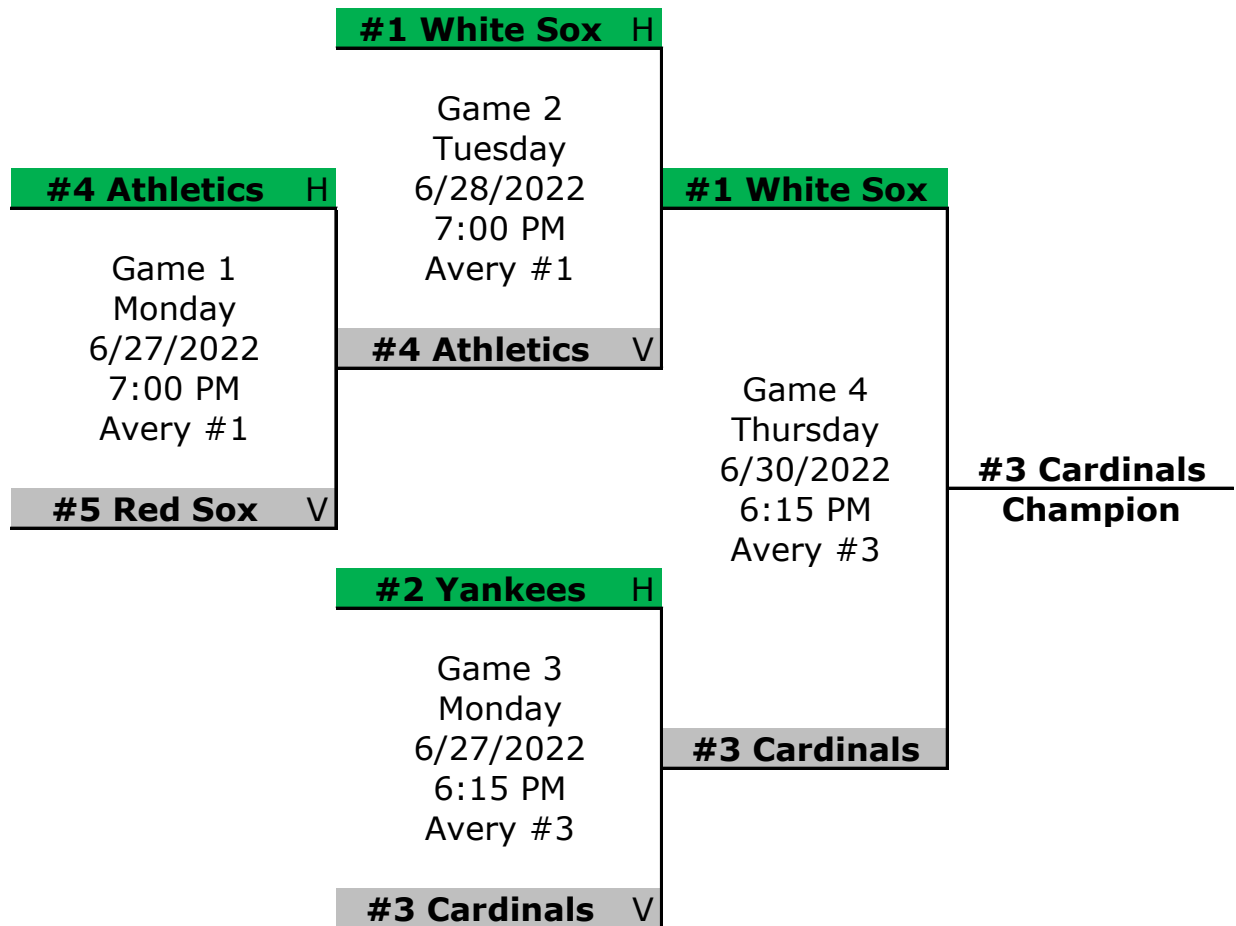 #1 White Sox H
Game 2
Tuesday
6/28/2022
7:00 PM
Avery #1
#4 Athletics V
#4 Athletics H
Game 1
Monday
6/27/2022
7:00 PM
Avery #1
#5 Red Sox V
#1 White Sox
Game 4
Thursday
6/30/2022
6:15 PM
Avery #3
#3 Cardinals
#3 Cardinals
Champion
#2 Yankees H
Game 3
Monday
6/27/2022
6:15 PM
Avery #3
#3 Cardinals V